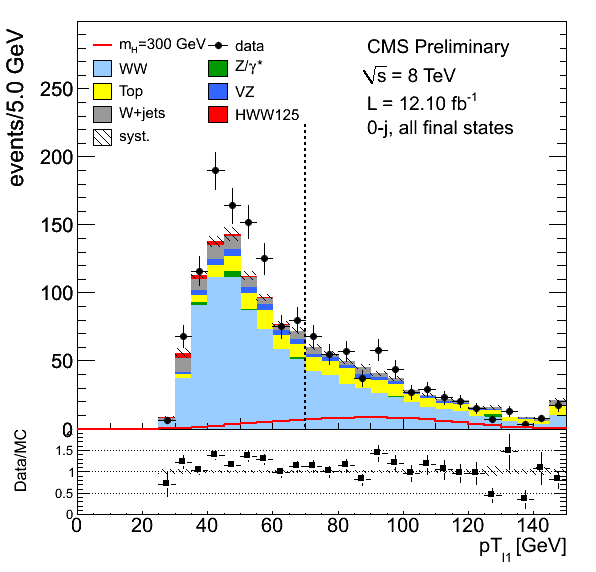 events/5.0 GeV
m_H=300 GeV
data
WW
Z/γ*
Top
VZ
W+jets
HWW125
syst.
CMS Preliminary
√s = 8 TeV
L = 12.10 fb⁻¹
0-j, all final states
250
200
150
100
50
0
Data/MC
2
1.5
1
0.5
0
0 20 40 60 80 100 120 140
pT_l1 [GeV]